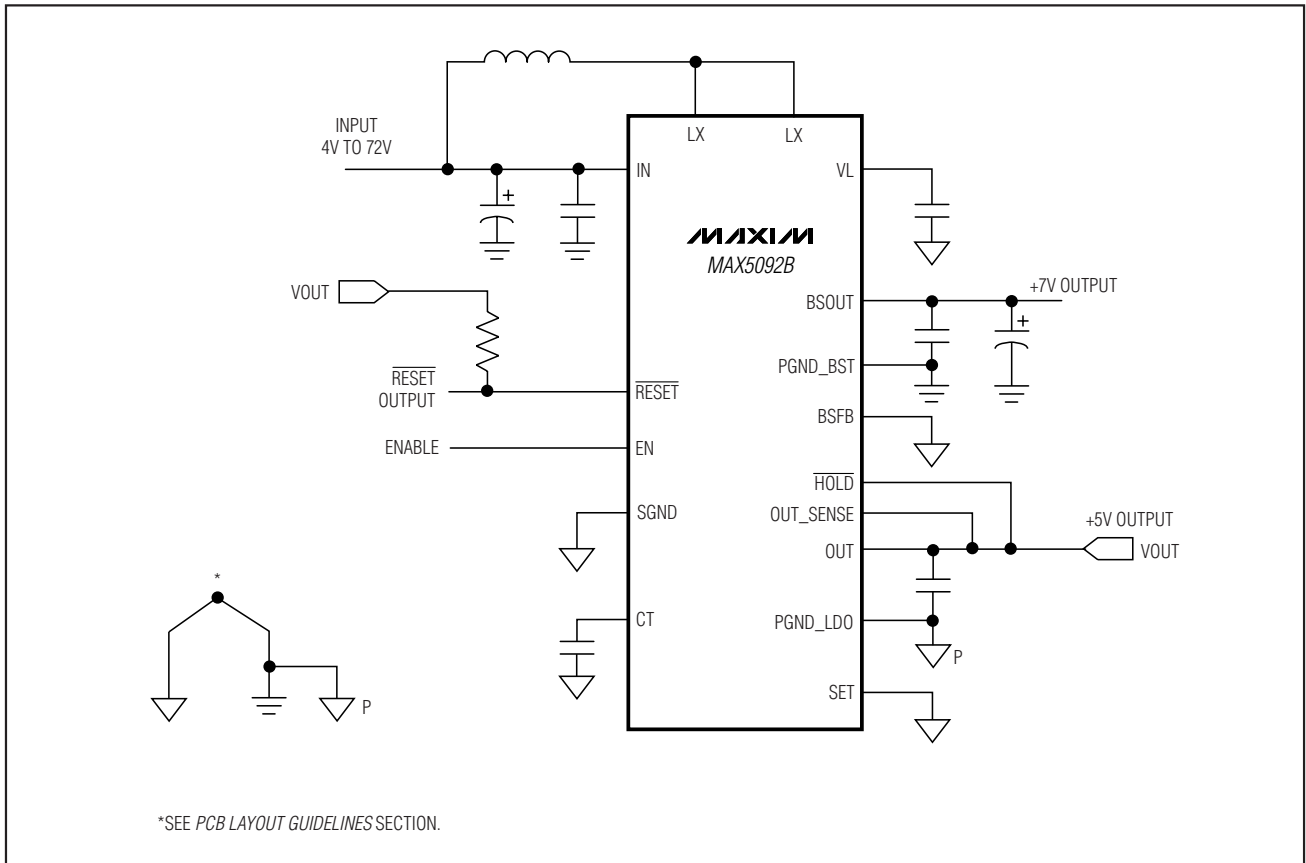 LX
LX
INPUT
4V TO 72V
IN
VL
MAXIM
MAX5092B
VOUT
BSOUT
+7V OUTPUT
+
+
PGND_BST
RESET
OUTPUT
RESET
BSFB
ENABLE
EN
HOLD
SGND
OUT_SENSE
+5V OUTPUT
OUT
VOUT
*
CT
PGND_LDO
P
SET
P
*SEE PCB LAYOUT GUIDELINES SECTION.